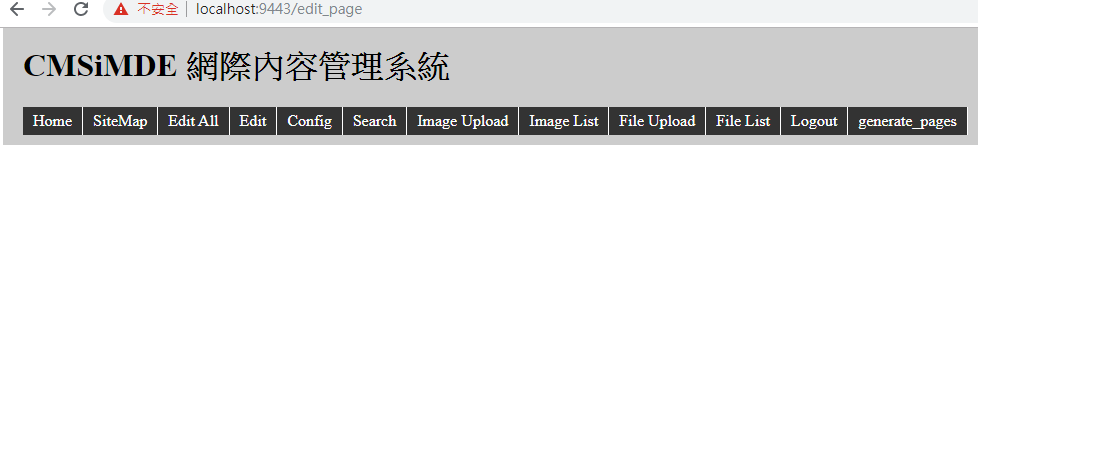 不安全 localhost:9443/edit_page
CMSiMDE 網際內容管理系統
Home SiteMap Edit All Edit Config Search Image Upload Image List File Upload File List Logout generate_pages